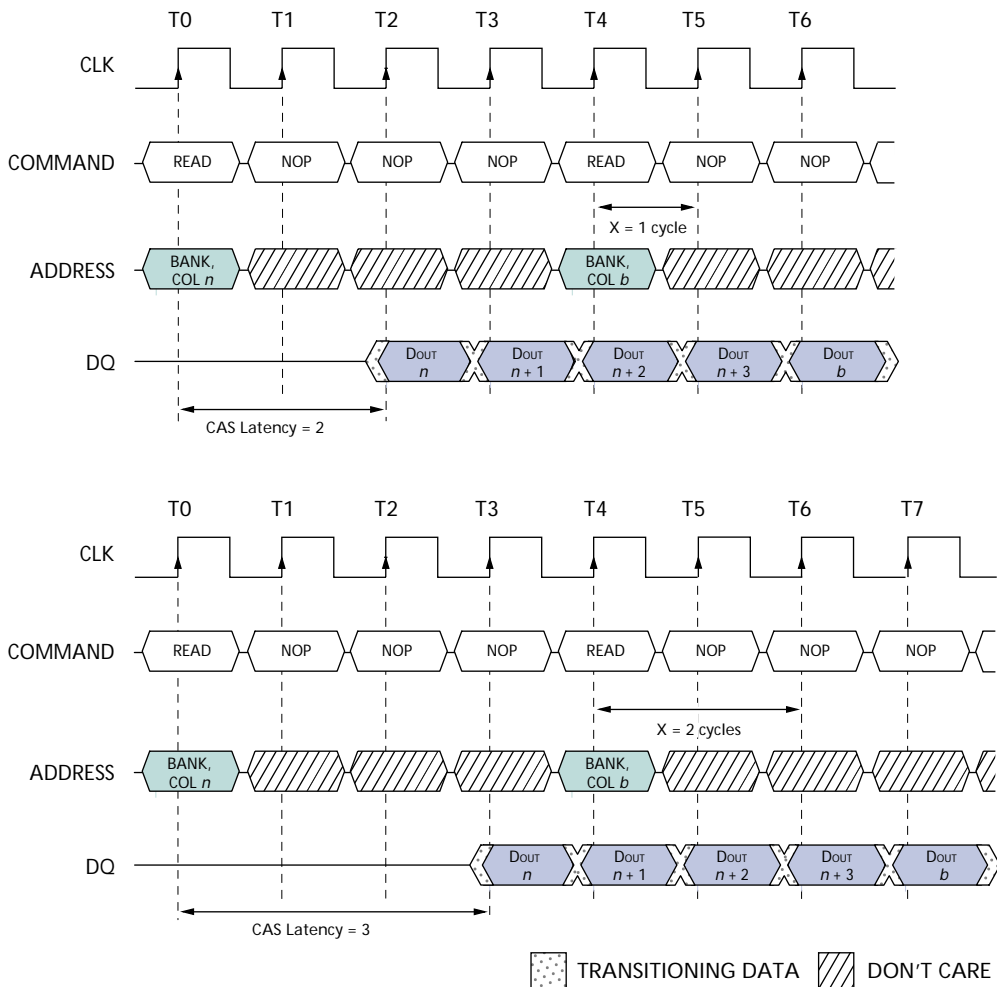 T0 T1 T2 T3 T4 T5 T6
CLK
COMMAND READ NOP NOP NOP READ NOP NOP
X = 1 cycle
ADDRESS BANK, COL n BANK, COL b
DQ DOUT n DOUT n + 1 DOUT n + 2 DOUT n + 3 DOUT b
CAS Latency = 2
T0 T1 T2 T3 T4 T5 T6 T7
CLK
COMMAND READ NOP NOP NOP READ NOP NOP NOP
X = 2 cycles
ADDRESS BANK, COL n BANK, COL b
DQ DOUT n DOUT n + 1 DOUT n + 2 DOUT n + 3 DOUT b
CAS Latency = 3
TRANSITIONING DATA DON'T CARE